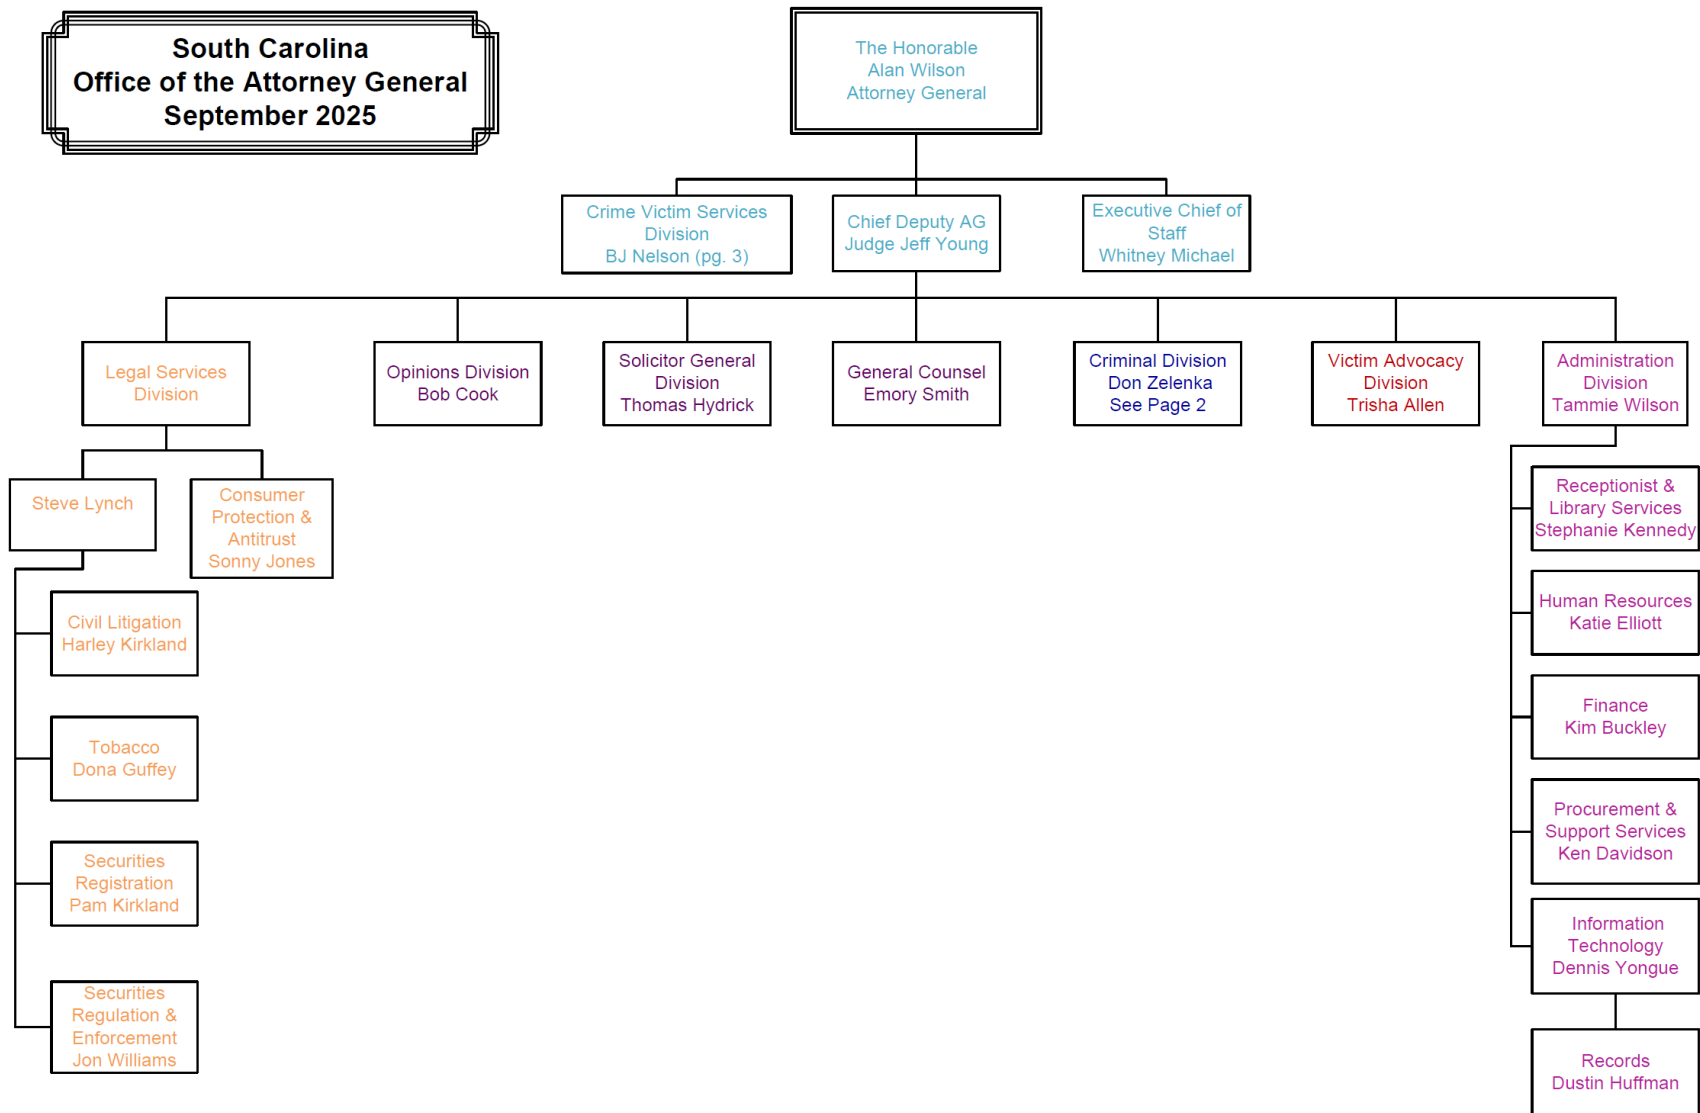 South Carolina
Office of the Attorney General
September 2025
The Honorable
Alan Wilson
Attorney General
Crime Victim Services
Division
BJ Nelson (pg. 3)
Chief Deputy AG
Judge Jeff Young
Executive Chief of
Staff
Whitney Michael
Legal Services
Division
Opinions Division
Bob Cook
Solicitor General
Division
Thomas Hydrick
General Counsel
Emory Smith
Criminal Division
Don Zelenka
See Page 2
Victim Advocacy
Division
Trisha Allen
Administration
Division
Tammie Wilson
Steve Lynch
Consumer
Protection &
Antitrust
Sonny Jones
Civil Litigation
Harley Kirkland
Tobacco
Dona Guffey
Securities
Registration
Pam Kirkland
Securities
Regulation &
Enforcement
Jon Williams
Receptionist &
Library Services
Stephanie Kennedy
Human Resources
Katie Elliott
Finance
Kim Buckley
Procurement &
Support Services
Ken Davidson
Information
Technology
Dennis Yongue
Records
Dustin Huffman